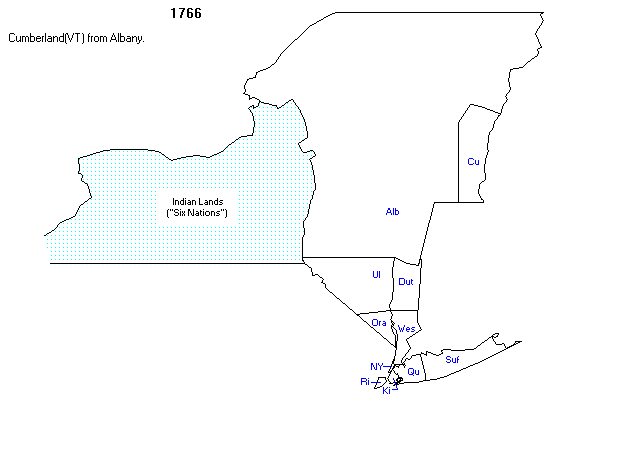 1766
Cumberland(VT) from Albany.
Cu
Indian Lands
("Six Nations")
Alb
Ul
Dut
Ora
Wes
Suf
NY
Qu
Ri
Ki